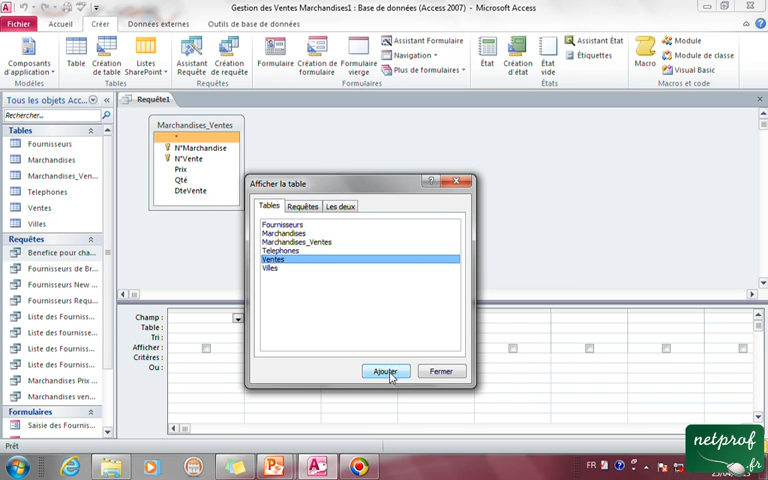 Gestion des Ventes Marchandises1 : Base de données (Access 2007) - Microsoft Access
Fichier Accueil Créer Données externes Outils de base de données
Composants d'application
Table
Création de table
Listes SharePoint
Assistant Requête
Création de requête
Formulaire
Création de formulaire
Formulaire vierge
Assistant Formulaire
Navigation
Plus de formulaires
État
Création d'état
État vide
Assistant État
Étiquettes
Macro
Module
Module de classe
Visual Basic
Modèles Tables Requêtes Formulaires États Macros et code
Tous les objets Acc...
Rechercher...
Tables
Fournisseurs
Marchandises
Marchandises_Ven...
Telephones
Ventes
Villes
Requêtes
Benefice pour cha...
Fournisseurs de Br...
Fournisseurs New ...
Fournisseurs Requ...
Liste des Fourniss...
Liste des fournisse...
Liste des Fourniss...
Liste des Fourniss...
Marchandises Prix ...
Marchandises ven...
Formulaires
Saisie des Fournis...
Requête1
Marchandises_Ventes
*
N°Marchandise
N°Vente
Prix
Qté
DteVente
Afficher la table
Tables Requêtes Les deux
Fournisseurs
Marchandises
Marchandises_Ventes
Telephones
Ventes
Villes
Ajouter Fermer
Champ :
Table :
Tri :
Afficher :
Critères :
Ou :
Prêt
FR
netprof
.fr